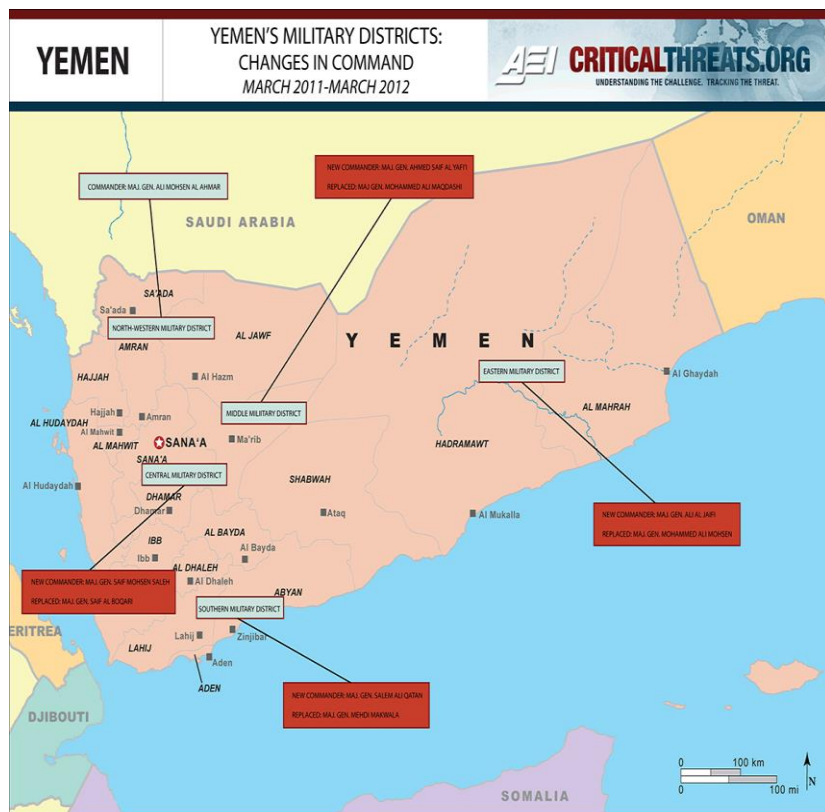 YEMEN
YEMEN'S MILITARY DISTRICTS:
CHANGES IN COMMAND
MARCH 2011-MARCH 2012
AEI CRITICALTHREATS.ORG
UNDERSTANDING THE CHALLENGE. TRACKING THE THREAT.
NEW COMMANDER: MAJ. GEN. AHMED SAIF AL YAFI'I
REPLACED: MAJ. GEN. MOHAMMED ALI MAQDASHI
COMMANDER: MAJ. GEN. ALI MOHSEN AL AHMAR
SAUDI ARABIA
OMAN
SA'ADA
Sa'ada
NORTH-WESTERN MILITARY DISTRICT
AL JAWF
YEMEN
AMRAN
HAJJAH
Al Hazm
EASTERN MILITARY DISTRICT
Al Ghaydah
AL MAHRAH
MIDDLE MILITARY DISTRICT
Hajjah
Amran
AL HUDAYDAH
Al Mahwit
AL MAHWIT
SANA'A
Ma'rib
HADRAMAWT
SANA'A
CENTRAL MILITARY DISTRICT
SHABWAH
Al Hudaydah
DHAMAR
Dhamar
Ataq
Al Mukalla
NEW COMMANDER: MAJ. GEN. ALI AL JAIFI
REPLACED: MAJ. GEN. MOHAMMED ALI MOHSEN
AL BAYDA
IBB
Ibb
Al Bayda
AL DHALEH
Al Dhaleh
NEW COMMANDER: MAJ. GEN. SAIF MOHSEN SALEH
REPLACED: MAJ. GEN. SAIF AL BOQARI
ABYAN
SOUTHERN MILITARY DISTRICT
ERITREA
Lahij
Zinjibar
LAHIJ
Aden
ADEN
NEW COMMANDER: MAJ. GEN. SALEM ALI QATAN
REPLACED: MAJ. GEN. MEHDI MAKWALA
DJIBOUTI
SOMALIA
0 100 km
0 100 mi
N